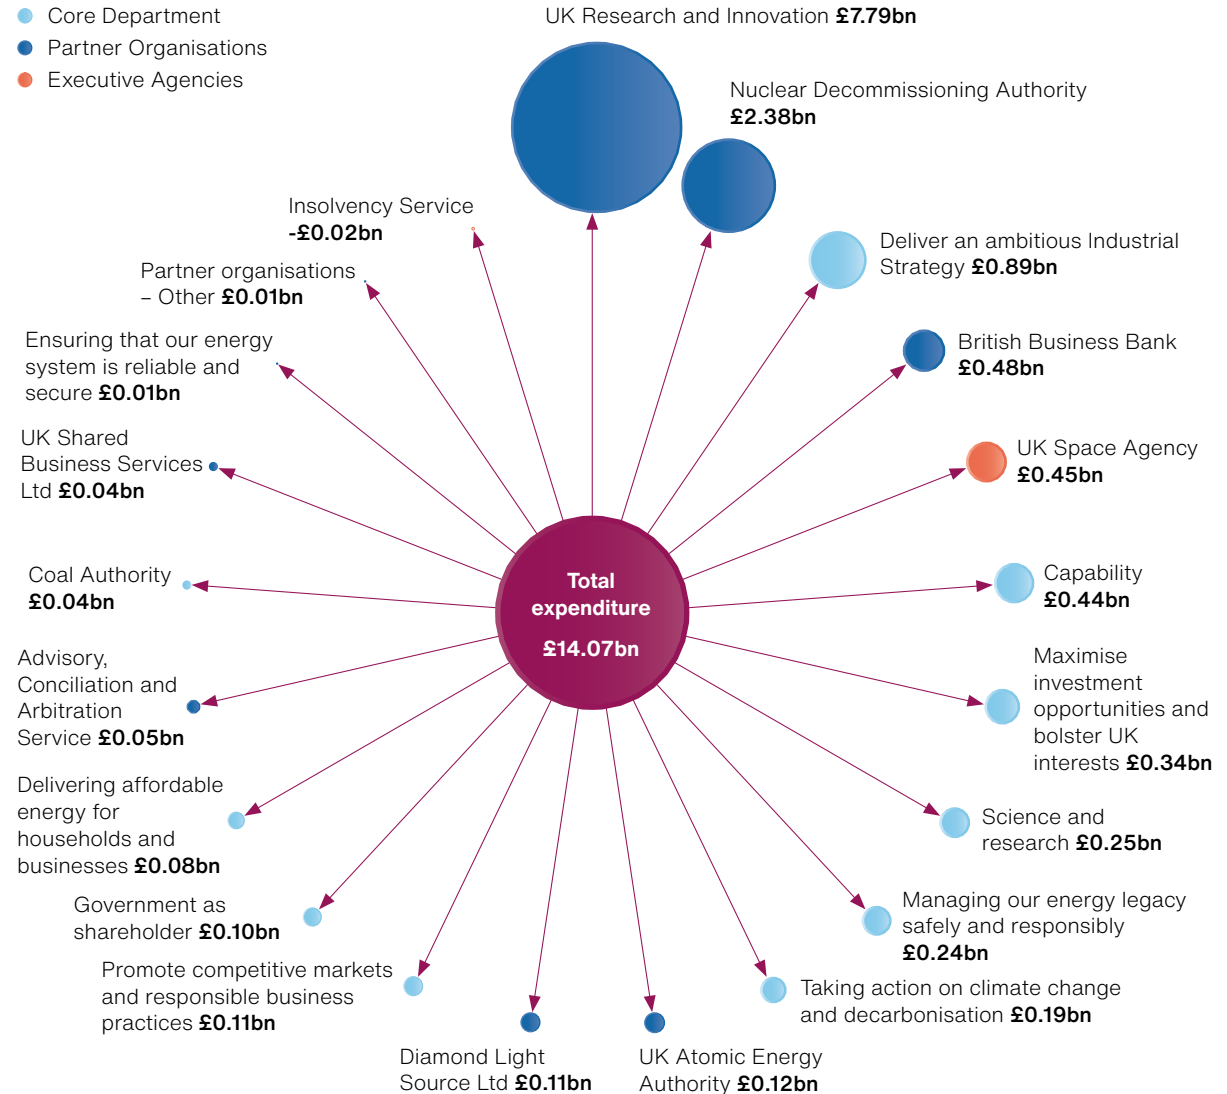 Core Department
Partner Organisations
Executive Agencies
UK Research and Innovation £7.79bn
Nuclear Decommissioning Authority
£2.38bn
Deliver an ambitious Industrial
Strategy £0.89bn
British Business Bank
£0.48bn
UK Space Agency
£0.45bn
Capability
£0.44bn
Maximise
investment
opportunities and
bolster UK
interests £0.34bn
Science and
research £0.25bn
Managing our energy legacy
safely and responsibly
£0.24bn
Taking action on climate change
and decarbonisation £0.19bn
UK Atomic Energy
Authority £0.12bn
Diamond Light
Source Ltd £0.11bn
Promote competitive markets
and responsible business
practices £0.11bn
Government as
shareholder £0.10bn
Delivering affordable
energy for
households and
businesses £0.08bn
Advisory,
Conciliation and
Arbitration
Service £0.05bn
Coal Authority
£0.04bn
UK Shared
Business Services
Ltd £0.04bn
Ensuring that our energy
system is reliable and
secure £0.01bn
Partner organisations
– Other £0.01bn
Insolvency Service
-£0.02bn
Total
expenditure
£14.07bn